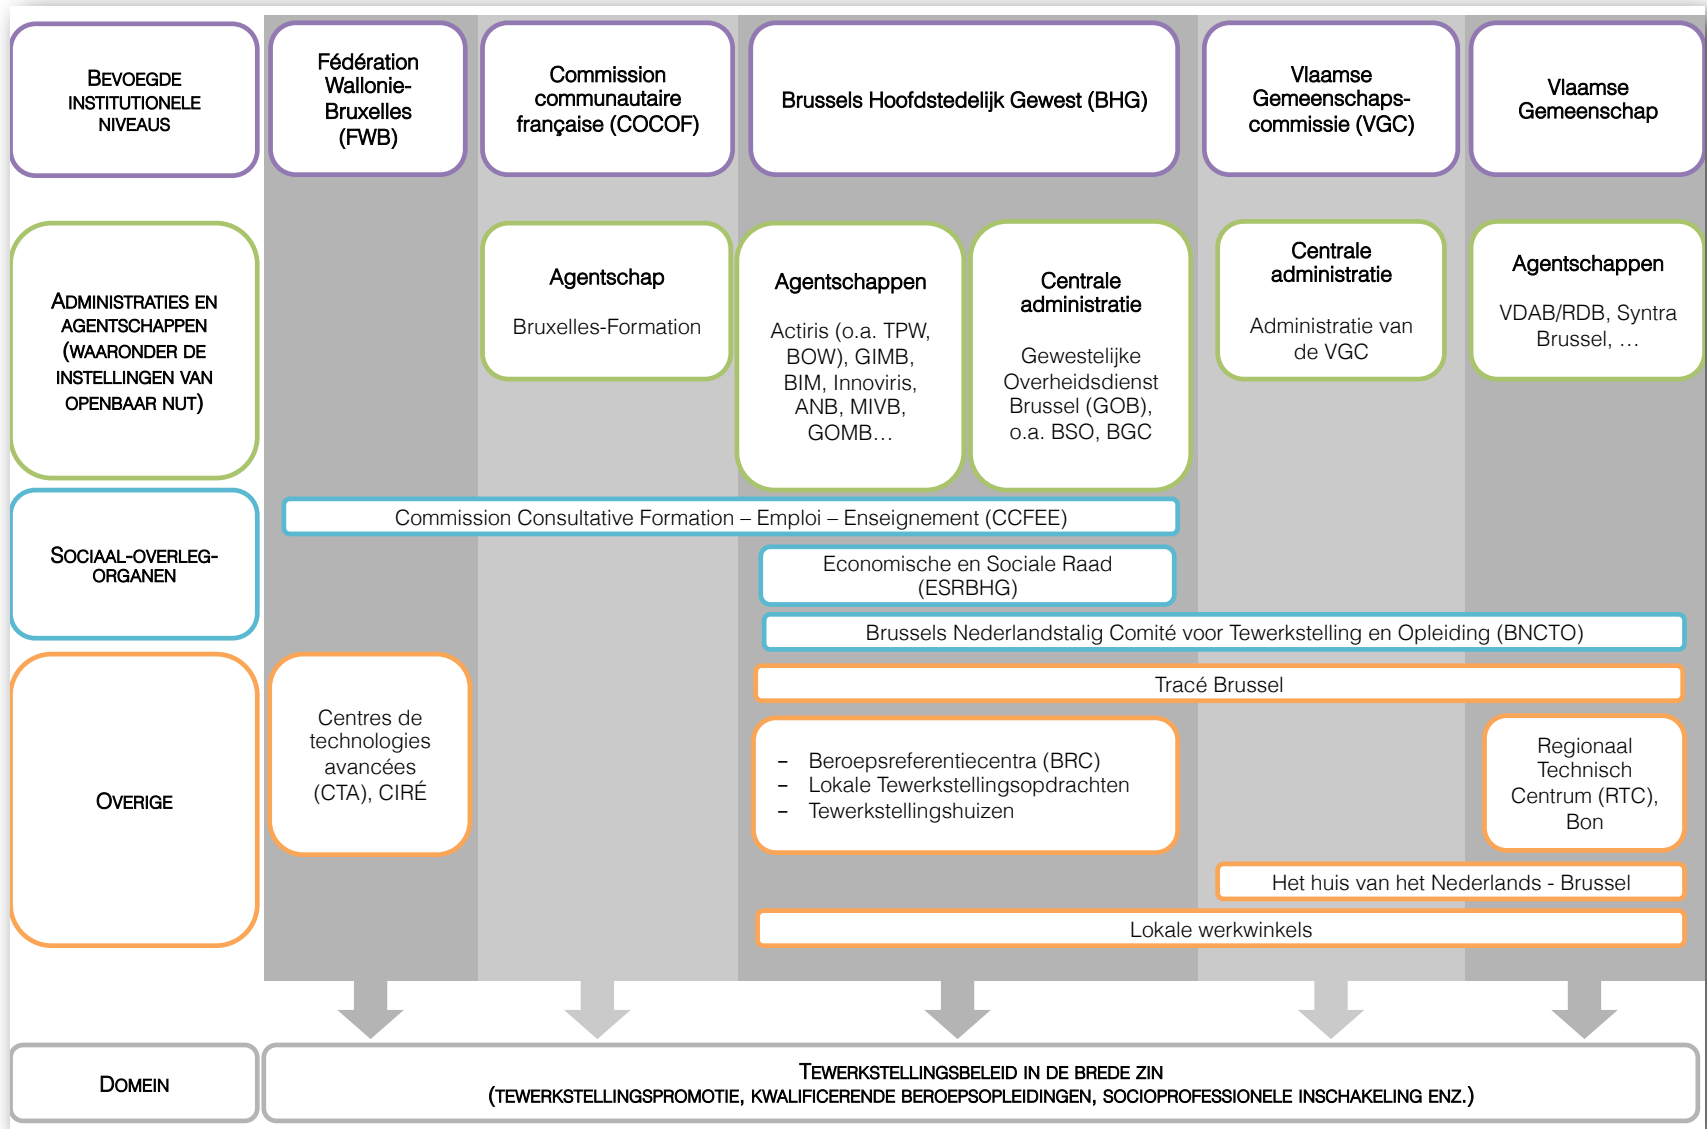 BEVOEGDE
INSTITUTIONELE
NIVEAUS
Fédération
Wallonie-
Bruxelles
(FWB)
Commission
communautaire
française (COCOF)
Brussels Hoofdstedelijk Gewest (BHG)
Vlaamse
Gemeenschaps-
commissie (VGC)
Vlaamse
Gemeenschap
ADMINISTRATIES EN
AGENTSCHAPPEN
(WAARONDER DE
INSTELLINGEN VAN
OPENBAAR NUT)
Agentschap
Bruxelles-Formation
Agentschappen
Actiris (o.a. TPW,
BOW), GIMB,
BIM, Innoviris,
ANB, MIVB,
GOMB…
Centrale
administratie
Gewestelijke
Overheidsdienst
Brussel (GOB),
o.a. BSO, BGC
Centrale
administratie
Administratie van
de VGC
Agentschappen
VDAB/RDB, Syntra
Brussel, …
SOCIAAL-OVERLEG-
ORGANEN
Commission Consultative Formation – Emploi – Enseignement (CCFEE)
Economische en Sociale Raad
(ESRBHG)
Brussels Nederlandstalig Comité voor Tewerkstelling en Opleiding (BNCTO)
OVERIGE
Centres de
technologies
avancées
(CTA), CIRÉ
Tracé Brussel
– Beroepsreferentiecentra (BRC)
– Lokale Tewerkstellingsopdrachten
– Tewerkstellingshuizen
Regionaal
Technisch
Centrum (RTC),
Bon
Het huis van het Nederlands - Brussel
Lokale werkwinkels
DOMEIN
TEWERKSTELLINGSBELEID IN DE BREDE ZIN
(TEWERKSTELLINGSPROMOTIE, KWALIFICERENDE BEROEPSOPLEIDINGEN, SOCIOPROFESSIONELE INSCHAKELING ENZ.)